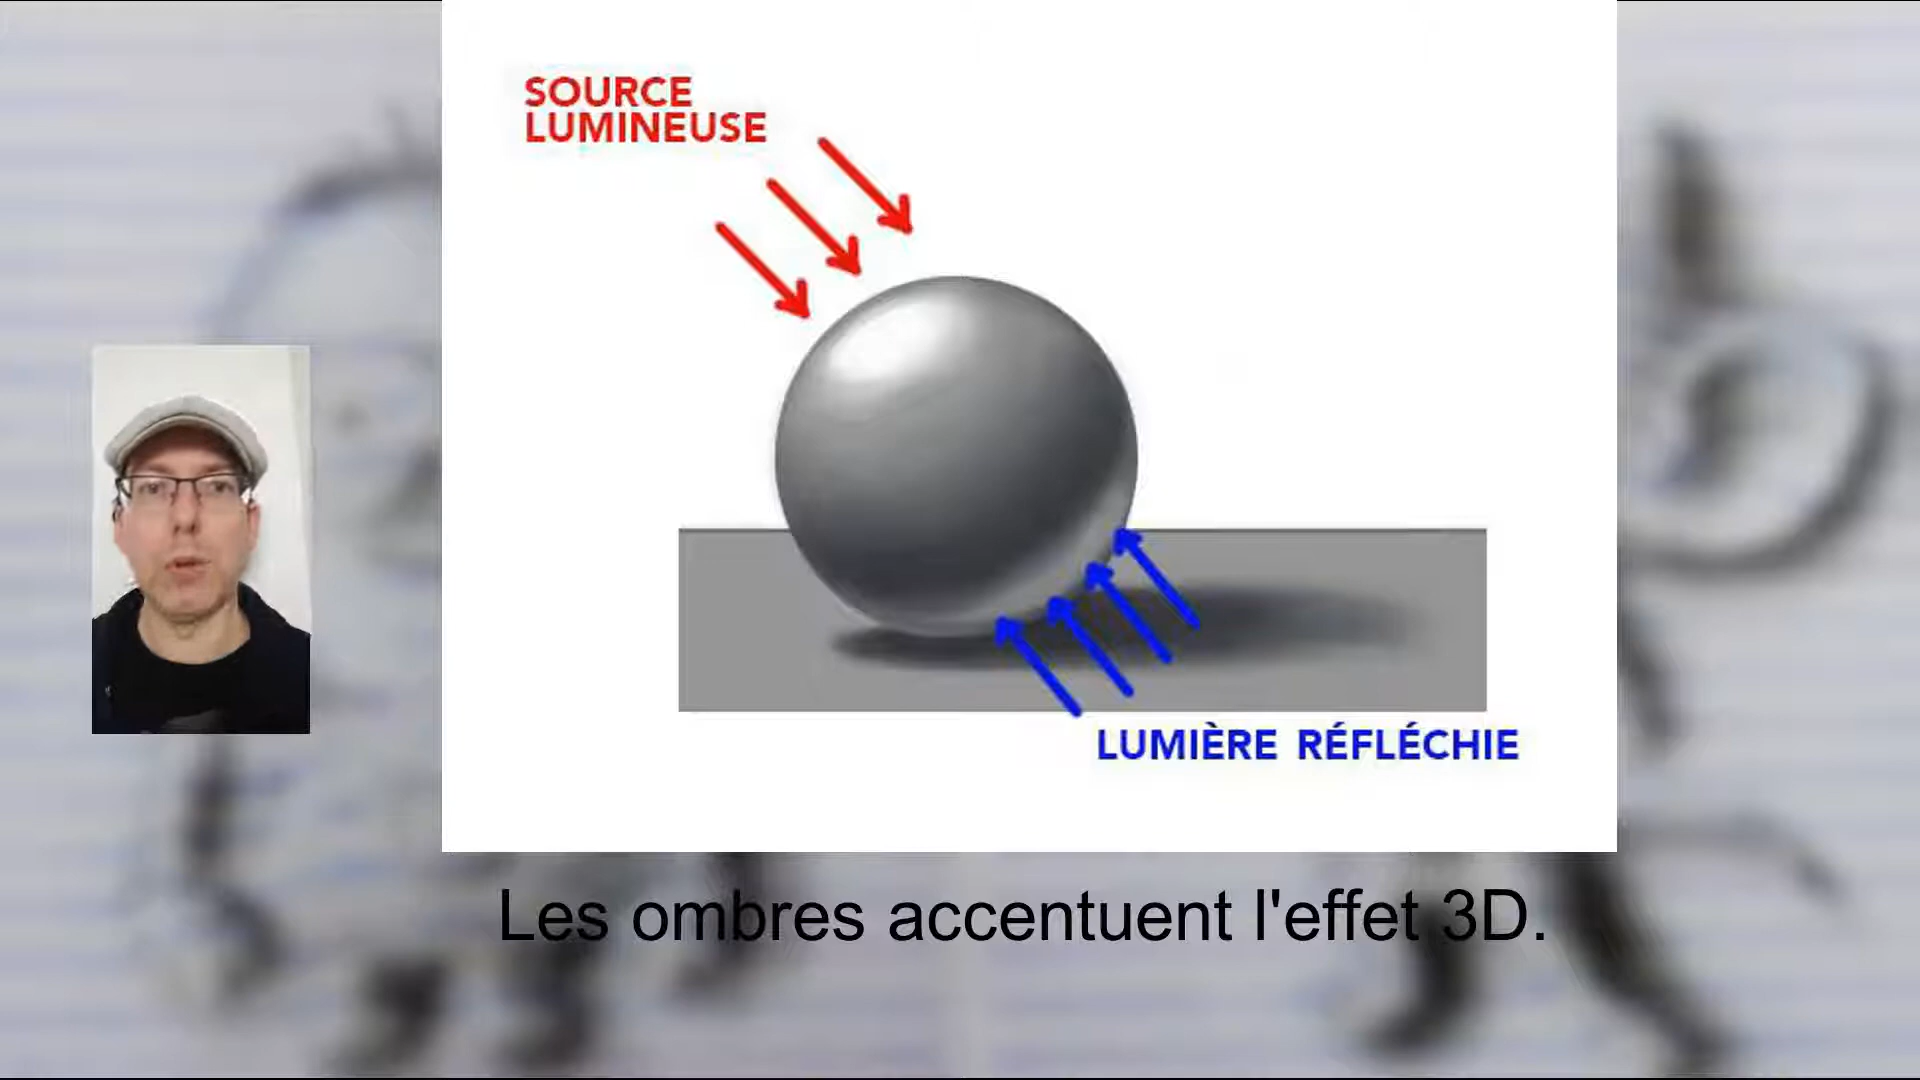 SOURCE
LUMINEUSE
LUMIÈRE RÉFLÉCHIE
Les ombres accentuent l'effet 3D.